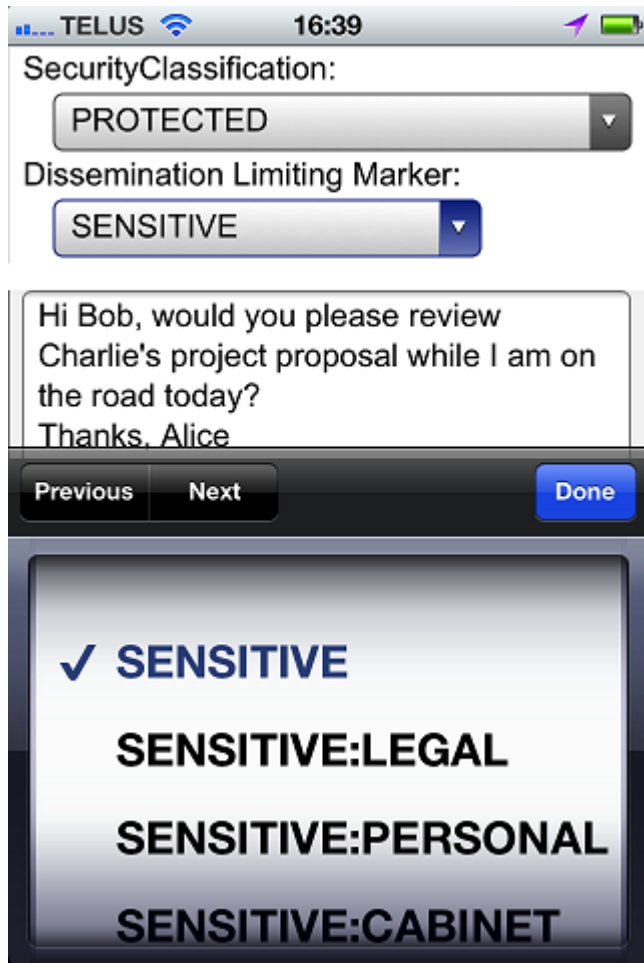 TELUS 16:39
SecurityClassification:
PROTECTED
Dissemination Limiting Marker:
SENSITIVE
Hi Bob, would you please review
Charlie's project proposal while I am on
the road today?
Thanks, Alice
Previous Next Done
✓ SENSITIVE
SENSITIVE:LEGAL
SENSITIVE:PERSONAL
SENSITIVE:CABINET